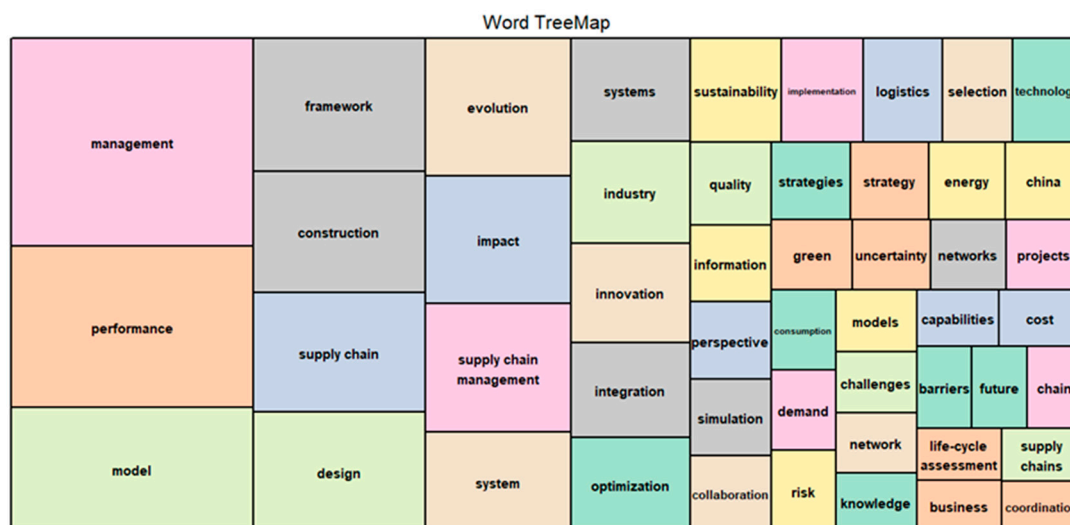 Word TreeMap
management
performance
model
framework
construction
supply chain
design
evolution
impact
supply chain
management
system
systems
industry
innovation
integration
optimization
sustainability
implementation
logistics
selection
technolog
quality
strategies
strategy
energy
china
information
green
uncertainty
networks
projects
perspective
simulation
collaboration
consumption
demand
risk
models
challenges
network
knowledge
capabilities
cost
barriers
future
chain
life-cycle
assessment
supply
chains
business
coordination